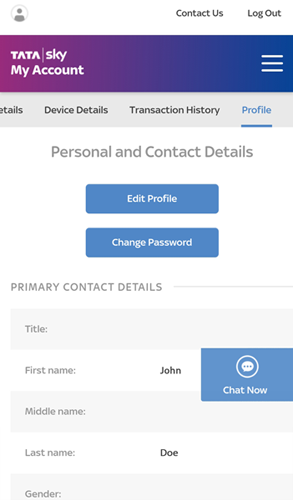 Contact Us Log Out
TATA sky
My Account
etails Device Details Transaction History Profile
Personal and Contact Details
Edit Profile
Change Password
PRIMARY CONTACT DETAILS
Title:
First name: John
Chat Now
Middle name:
Last name: Doe
Gender: